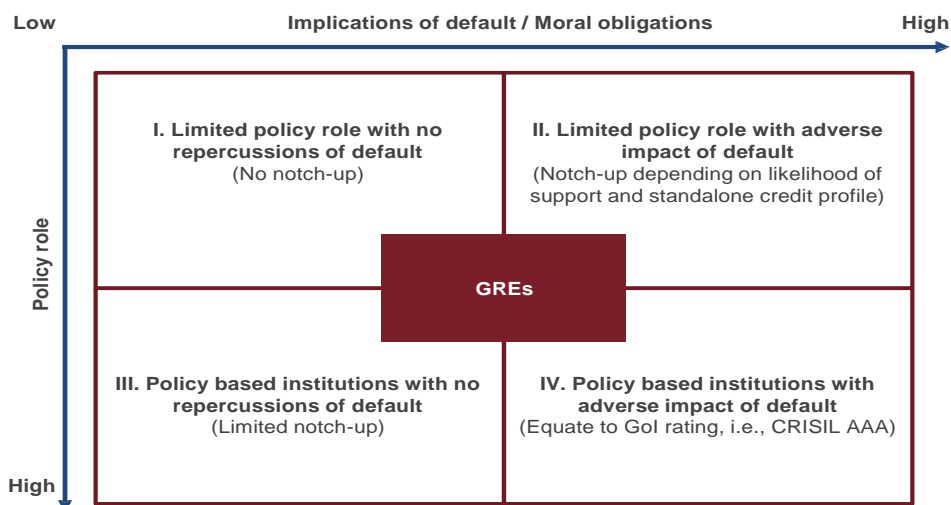 Low
Implications of default / Moral obligations
High
I. Limited policy role with no
repercussions of default
(No notch-up)
II. Limited policy role with adverse
impact of default
(Notch-up depending on likelihood of
support and standalone credit profile)
Policy role
GREs
III. Policy based institutions with no
repercussions of default
(Limited notch-up)
IV. Policy based institutions with
adverse impact of default
(Equate to GoI rating, i.e., CRISIL AAA)
High